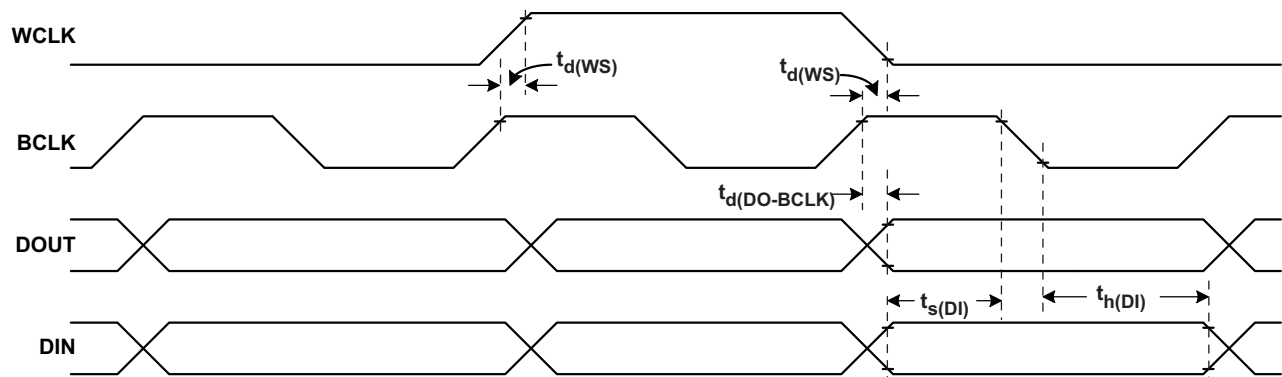 WCLK
t_d(WS)
t_d(WS)
BCLK
t_d(DO-BCLK)
DOUT
t_s(DI)
t_h(DI)
DIN